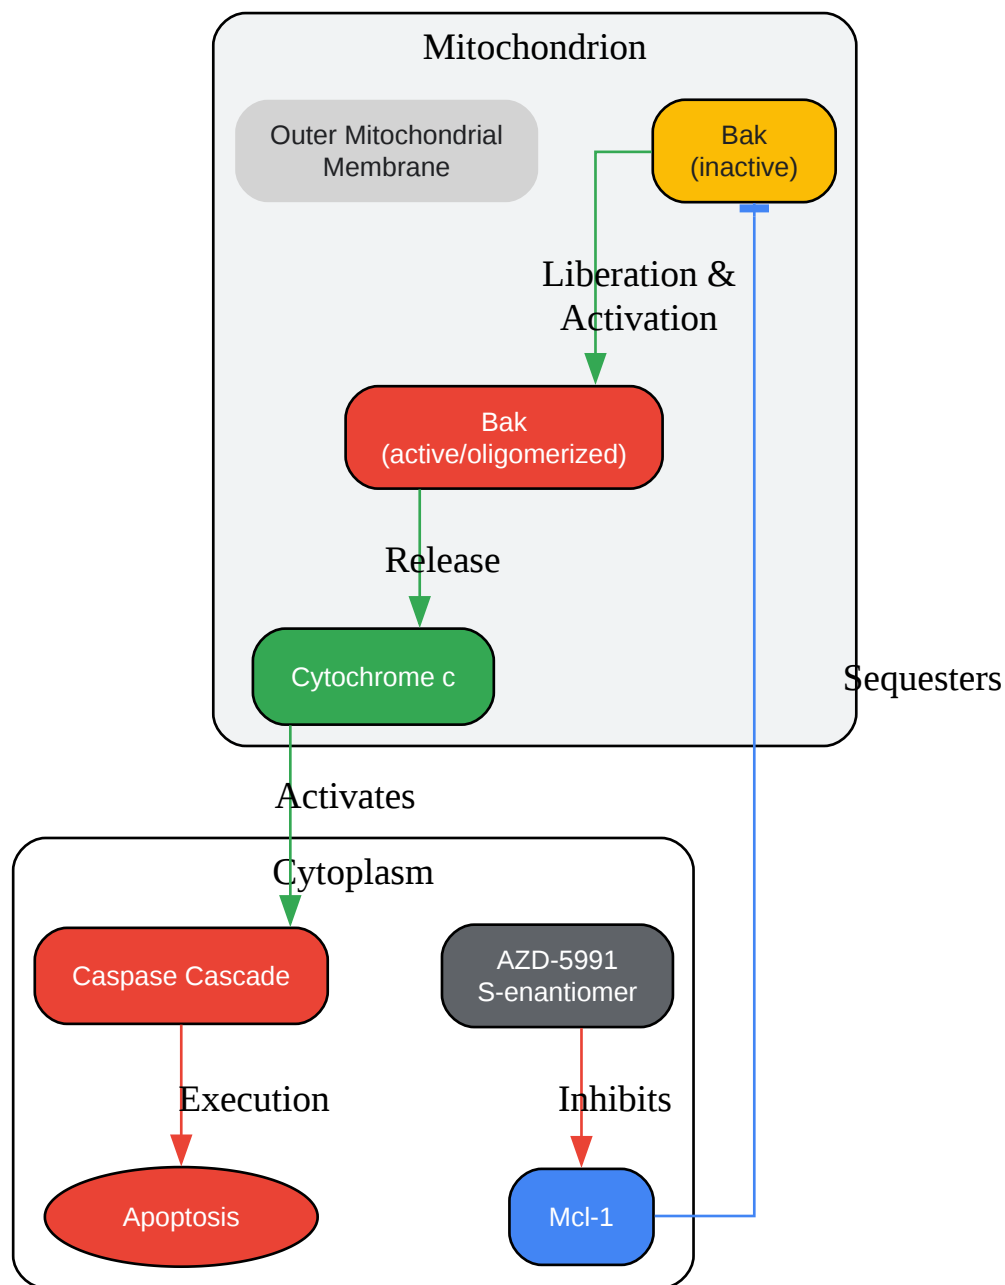 Mitochondrion
Outer Mitochondrial
Membrane
Bak
(inactive)
Liberation &
Activation
Bak
(active/oligomerized)
Release
Cytochrome c
Sequesters
Activates
Cytoplasm
Caspase Cascade
AZD-5991
S-enantiomer
Execution
Inhibits
Apoptosis
Mcl-1